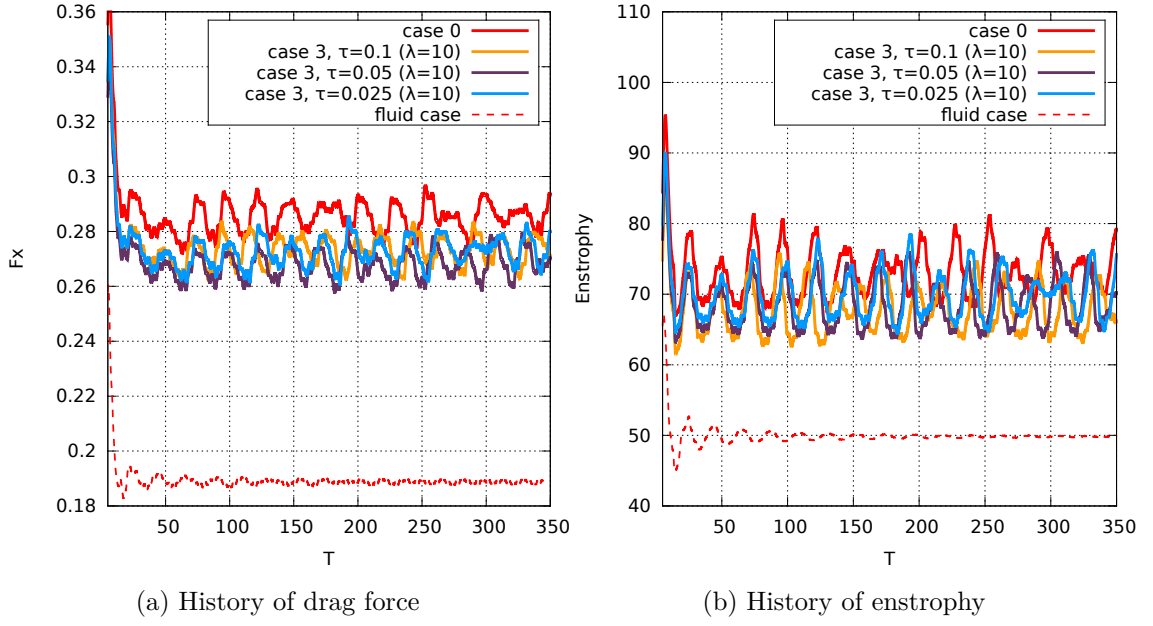 0.36
0.34
0.32
0.3
0.28
0.26
0.24
0.22
0.2
0.18
Fx
50 100 150 200 250 300 350
T
case 0
case 3, τ=0.1 (λ=10)
case 3, τ=0.05 (λ=10)
case 3, τ=0.025 (λ=10)
fluid case
(a) History of drag force
110
100
90
80
70
60
50
40
Enstrophy
50 100 150 200 250 300 350
T
case 0
case 3, τ=0.1 (λ=10)
case 3, τ=0.05 (λ=10)
case 3, τ=0.025 (λ=10)
fluid case
(b) History of enstrophy